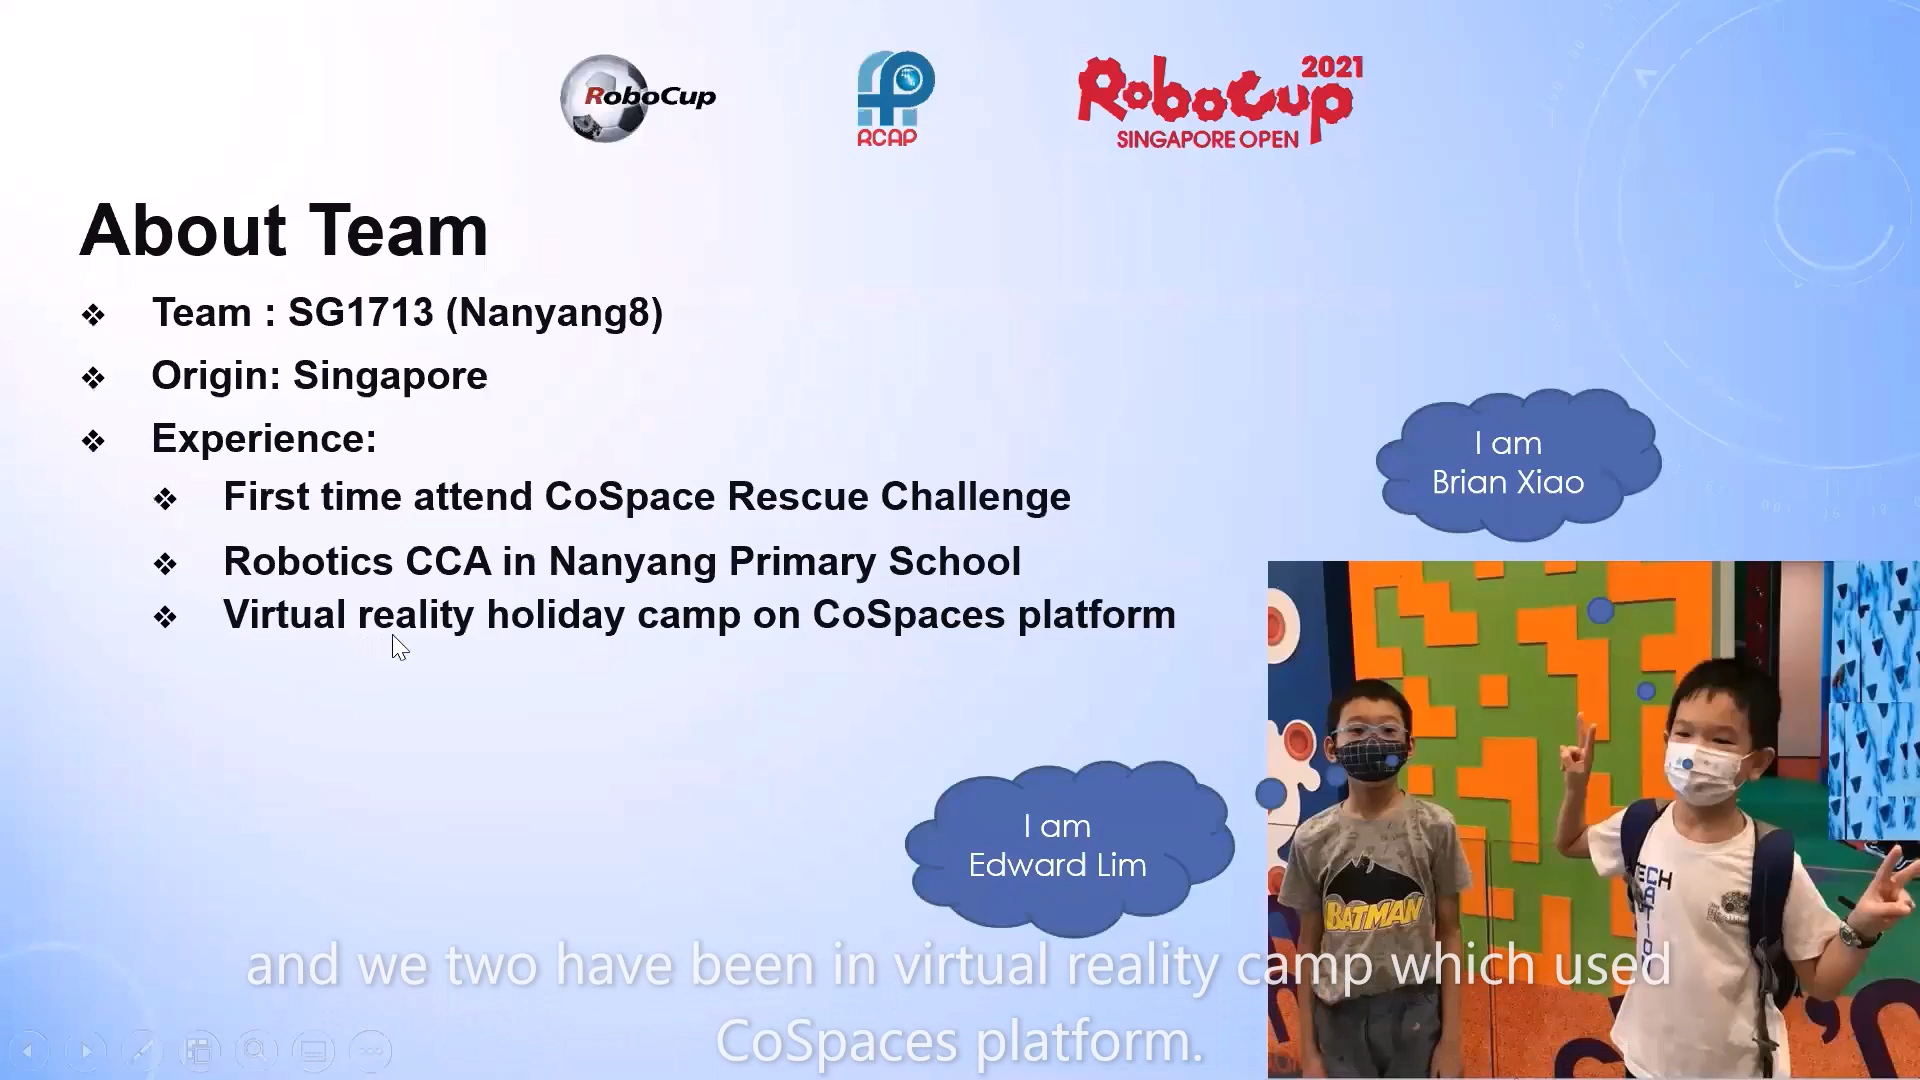 RoboCup
RCAP
RoboCup 2021
SINGAPORE OPEN
About Team
Team : SG1713 (Nanyang8)
Origin: Singapore
Experience:
First time attend CoSpace Rescue Challenge
Robotics CCA in Nanyang Primary School
Virtual reality holiday camp on CoSpaces platform
I am
Brian Xiao
I am
Edward Lim
BATMAN
and we two have been in virtual reality camp which used
CoSpaces platform.